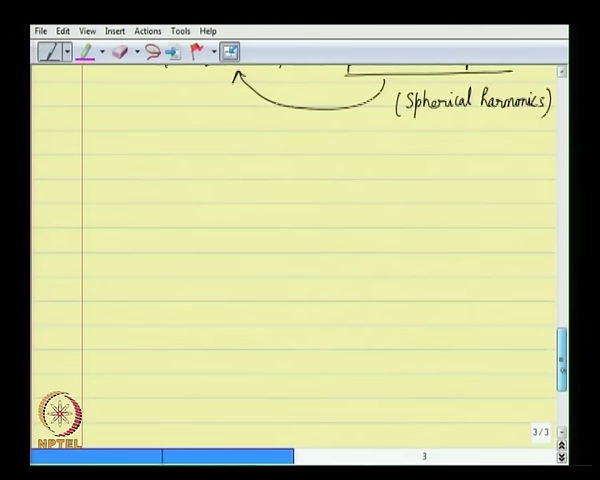 File Edit View Insert Actions Tools Help
(Spherical harmonics)
NPTEL
3/3
3